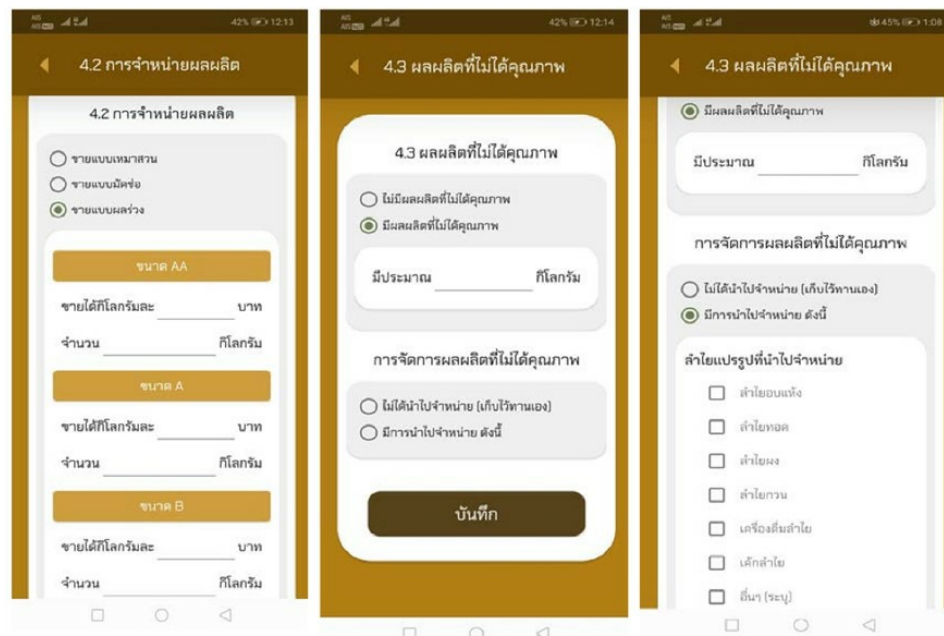 AIS
42% 12:13
4.2 การจำหน่ายผลผลิต
4.2 การจำหน่ายผลผลิต
ขายแบบเหมาสวน
ขายแบบมัดช่อ
ขายแบบผลร่วง
ขนาด AA
ขายได้กิโลกรัมละ บาท
จำนวน กิโลกรัม
ขนาด A
ขายได้กิโลกรัมละ บาท
จำนวน กิโลกรัม
ขนาด B
ขายได้กิโลกรัมละ บาท
จำนวน กิโลกรัม
AIS
42% 12:14
4.3 ผลผลิตที่ไม่ได้คุณภาพ
4.3 ผลผลิตที่ไม่ได้คุณภาพ
ไม่มีผลผลิตที่ไม่ได้คุณภาพ
มีผลผลิตที่ไม่ได้คุณภาพ
มีประมาณ กิโลกรัม
การจัดการผลผลิตที่ไม่ได้คุณภาพ
ไม่ได้นำไปจำหน่าย (เก็บไว้ทานเอง)
มีการนำไปจำหน่าย ดังนี้
บันทึก
AIS
45% 1:08
4.3 ผลผลิตที่ไม่ได้คุณภาพ
มีผลผลิตที่ไม่ได้คุณภาพ
มีประมาณ กิโลกรัม
การจัดการผลผลิตที่ไม่ได้คุณภาพ
ไม่ได้นำไปจำหน่าย (เก็บไว้ทานเอง)
มีการนำไปจำหน่าย ดังนี้
ลำไยแปรรูปที่นำไปจำหน่าย
ลำไยอบแห้ง
ลำไยทอด
ลำไยผง
ลำไยกวน
เครื่องดื่มลำไย
เค้กลำไย
อื่นๆ (ระบุ)